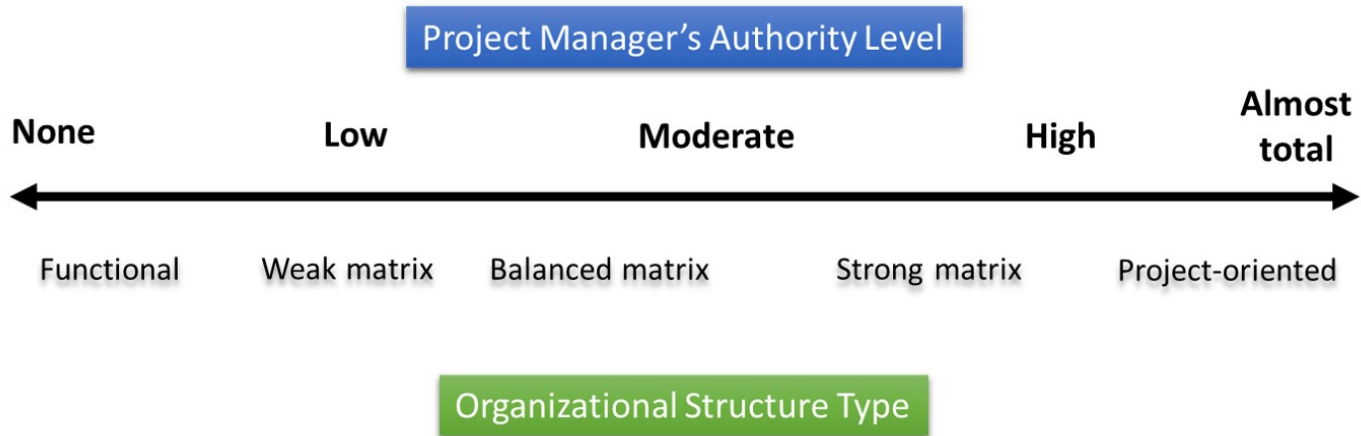 Project Manager’s Authority Level
None Low Moderate High Almost total
Functional Weak matrix Balanced matrix Strong matrix Project-oriented
Organizational Structure Type